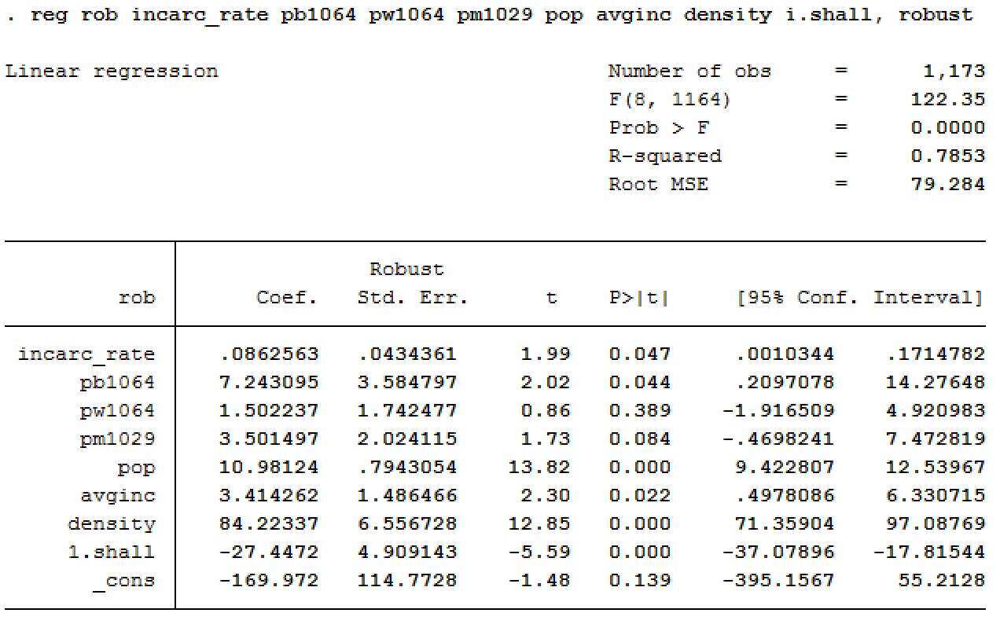 . reg rob incarc_rate pb1064 pw1064 pm1029 pop avginc density i.shall, robust
Linear regression Number of obs = 1,173
F(8, 1164) = 122.35
Prob > F = 0.0000
R-squared = 0.7853
Root MSE = 79.284
Robust
rob Coef. Std. Err. t P>|t| [95% Conf. Interval]
incarc_rate .0862563 .0434361 1.99 0.047 .0010344 .1714782
pb1064 7.243095 3.584797 2.02 0.044 .2097078 14.27648
pw1064 1.502237 1.742477 0.86 0.389 -1.916509 4.920983
pm1029 3.501497 2.024115 1.73 0.084 -.4698241 7.472819
pop 10.98124 .7943054 13.82 0.000 9.422807 12.53967
avginc 3.414262 1.486466 2.30 0.022 .4978086 6.330715
density 84.22337 6.556728 12.85 0.000 71.35904 97.08769
1.shall -27.4472 4.909143 -5.59 0.000 -37.07896 -17.81544
_cons -169.972 114.7728 -1.48 0.139 -395.1567 55.2128